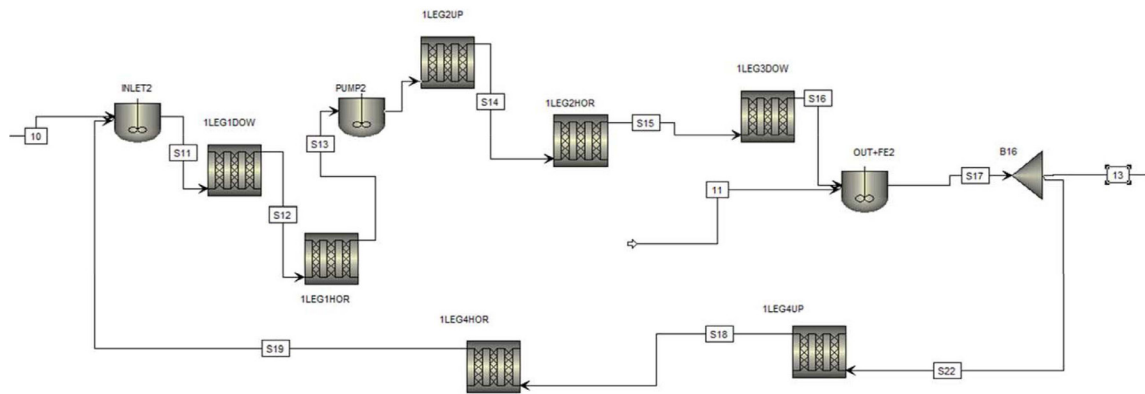 1LEG2UP
INLET2
PUMP2
S14
1LEG3DOW
S16
10
1LEG1DOW
S13
1LEG2HOR
S15
S11
OUT+FE2
B16
S12
11
S17
13
1LEG1HOR
1LEG4HOR
1LEG4UP
S19
S18
S22